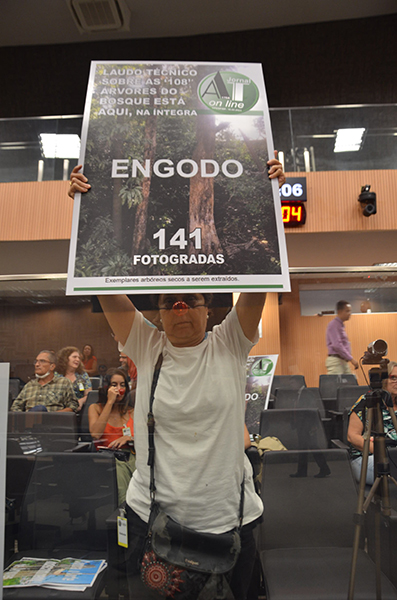 LAUDO TÉCNICO
SOBRE AS "108"
ÁRVORES DO
BOSQUE ESTÁ
AQUI, NA ÍNTEGRA
Jornal
AT
on line
ENGODO
141
FOTOGRADAS
Exemplares arbóreos secos a serem extraídos.
06
04